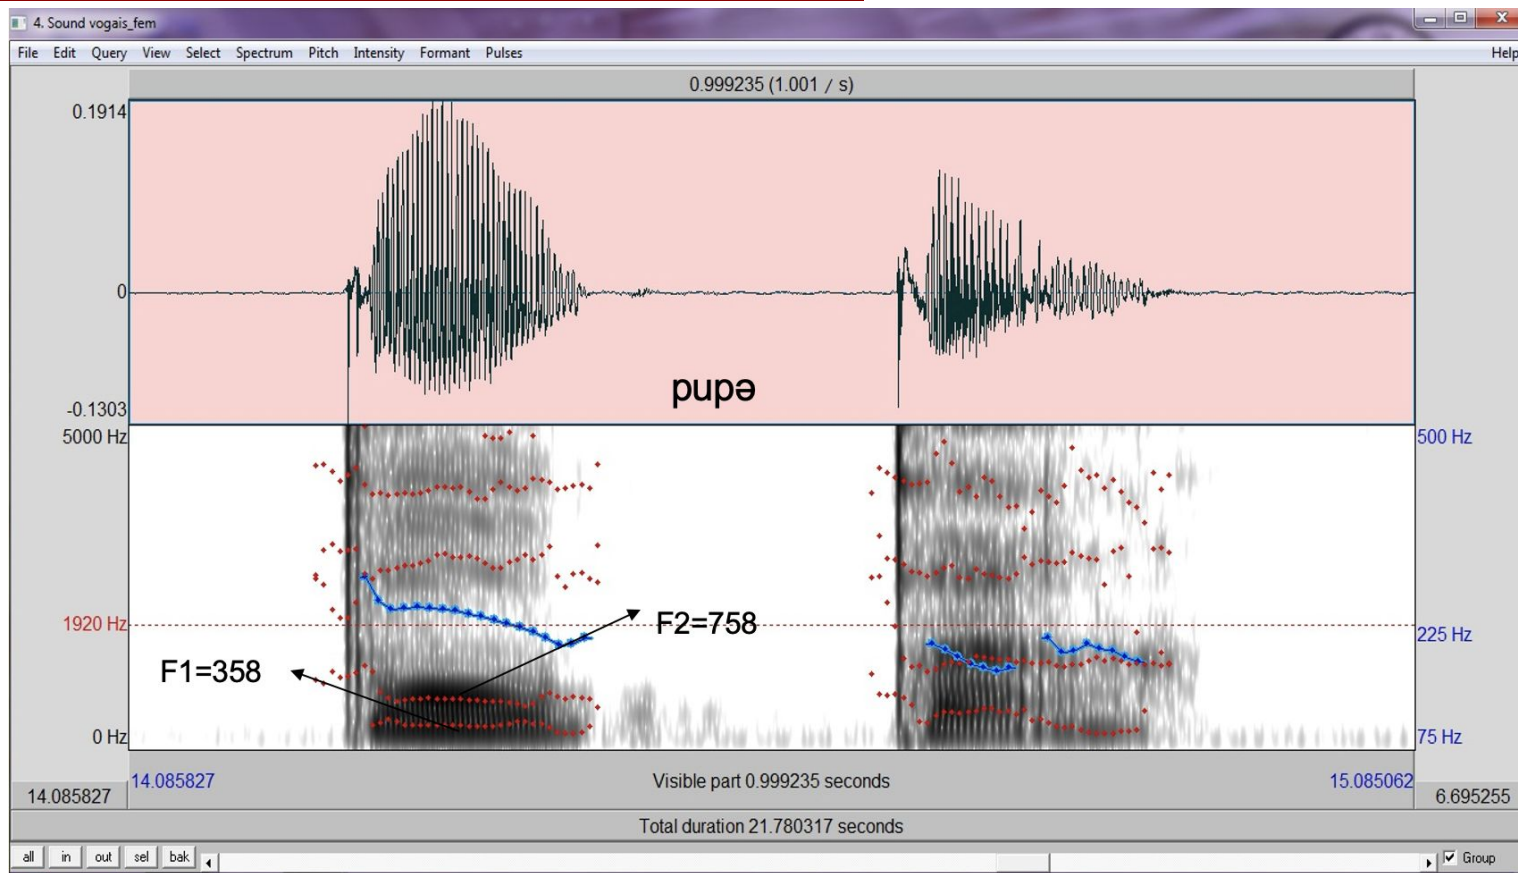 4. Sound vogais_fem
File Edit Query View Select Spectrum Pitch Intensity Formant Pulses Help
0.999235 (1.001 / s)
0.1914
0
-0.1303
pupə
5000 Hz
500 Hz
1920 Hz
F2=758
225 Hz
F1=358
0 Hz
75 Hz
14.085827
Visible part 0.999235 seconds
15.085062
14.085827
6.695255
Total duration 21.780317 seconds
all in out sel bak
Group